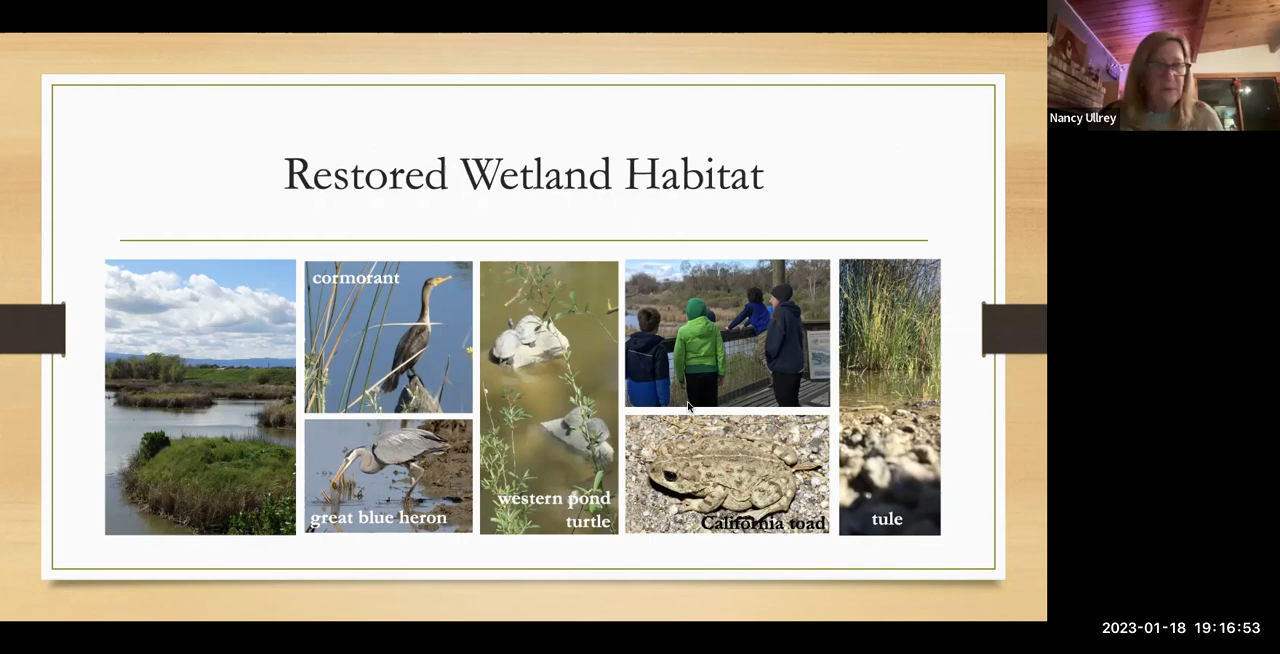 Nancy Ullrey
Restored Wetland Habitat
cormorant
great blue heron
western pond
turtle
California toad
tule
2023-01-18 19:16:53